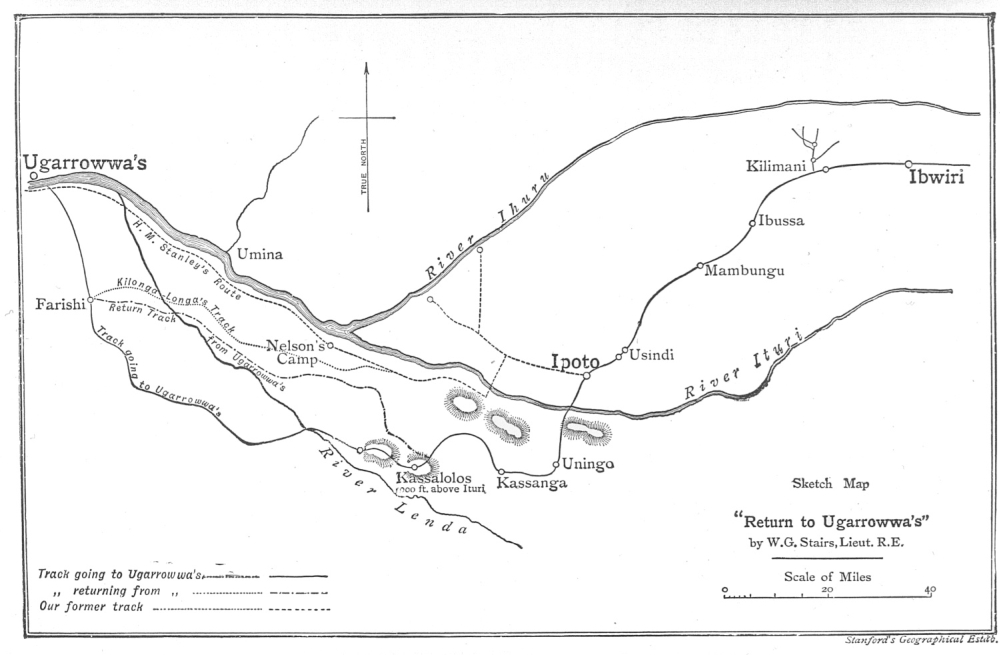 Ugarrowwa's
TRUE NORTH
River Ihuru
Kilimani
Ibwiri
Ibussa
Umina
H. M. Stanley's Route
Mambungu
Kilonga-Longa's Track
Farishi
Return Track
from Ugarrowwa's
Nelson's
Camp
Track going
to Ugarrowwa's
Ipoto
Usindi
River Ituri
Uningo
Kassanga
Kassalolos
1000 ft. above Ituri
River Lenda
Sketch Map
"Return to Ugarrowwa's"
by W.G. Stairs, Lieut. R.E.
Scale of Miles
0 20 40
Track going to Ugarrowwa's
„ returning from „
Our former track
Stanford's Geographical Estab.